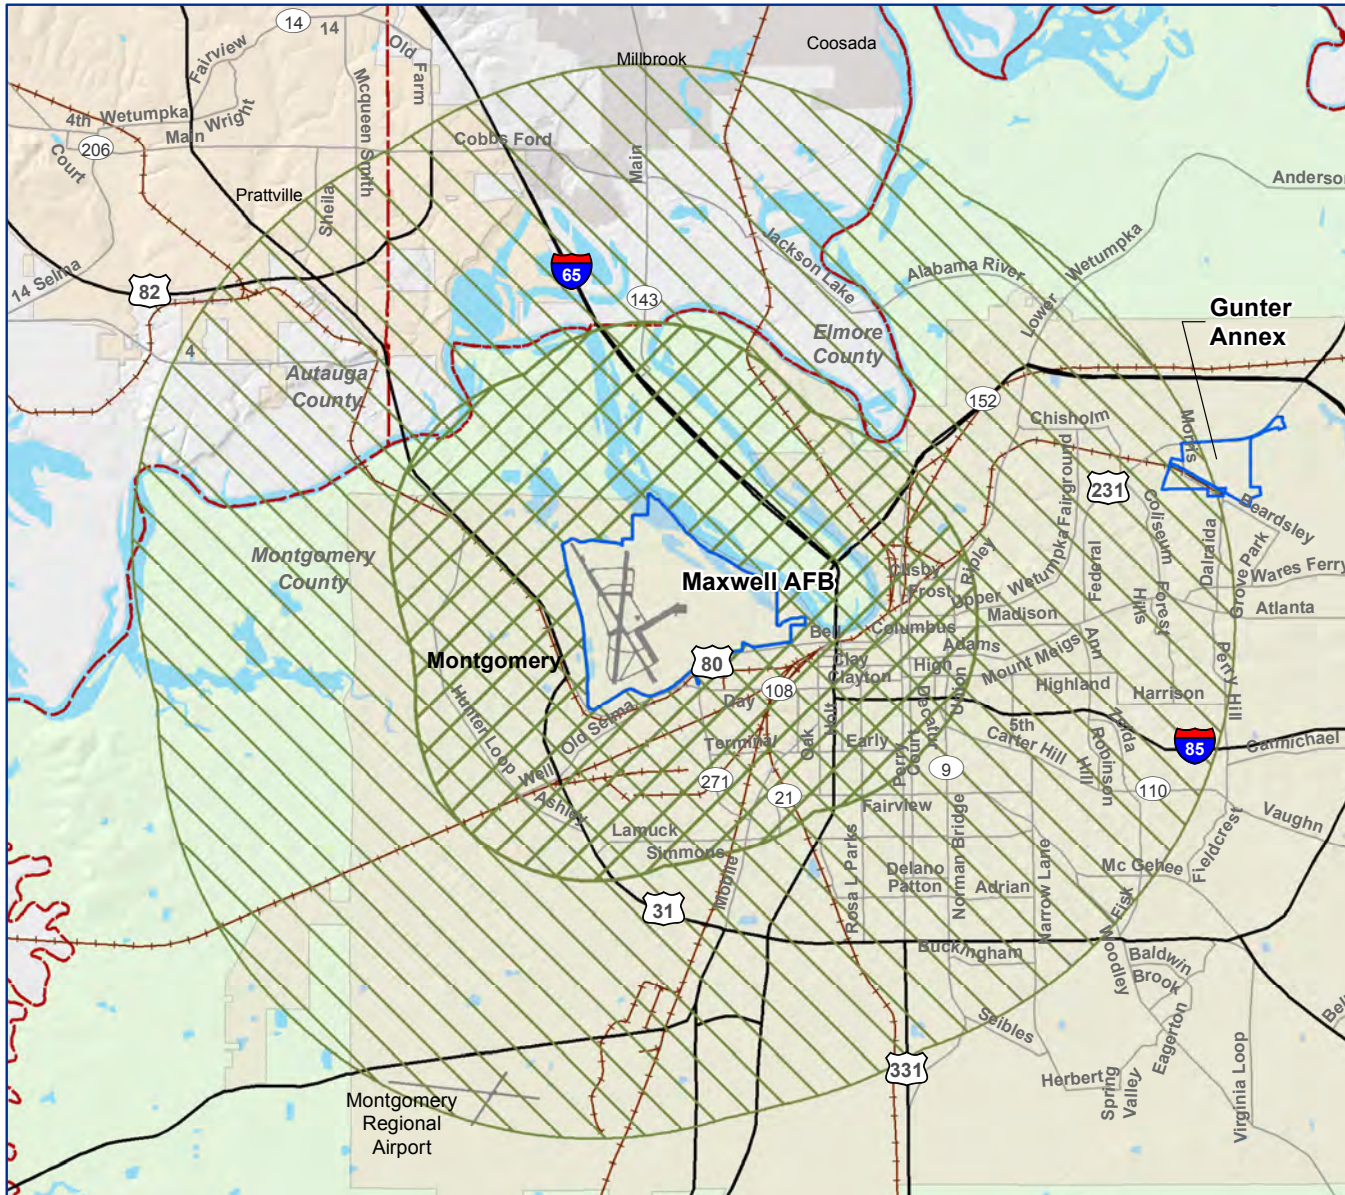 14
14
Fairview
Old Farm
Millbrook
Coosada
4th
Wetumpka
Wright
Main
206
Court
Mcqueen Smith
Cobbs Ford
Main
Anderson
Prattville
Sheila
14 Selma
82
65
143
Jackson Lake
Alabama River
Lower
Wetumpka
Elmore
County
Gunter
Annex
4
Autauga
County
152
Chisholm
Morris
231
Fairground
Coliseum
Beardsley
Montgomery
County
Maxwell AFB
Ripley
Frost
Upper
Wetumpka
Federal
Hills
Forest
Dalraida
Grove Park
Wares Ferry
Atlanta
Madison
Bell
Columbus
Adams
Montgomery
80
Clay
Clayton
High
Union
Mount Meigs
Ann
Highland
Harrison
Perry Hill
108
Day
Decatur
Hunter Loop
Old Selma
Holt
Oak
Terminal
Early
Perry
Court
5th
Carter Hill
Hill
Robinson
Zelda
85
Carmichael
Well
Ashley
271
21
9
110
Fairview
Vaughn
Fieldcrest
Lamuck
Simmons
Mobile
Rosa L Parks
Delano
Patton
Norman Bridge
Adrian
Narrow Lane
Mc Gehee
Fisk
31
Buckingham
Woodley
Baldwin
Brook
Eagerton
Seibles
331
Herbert
Spring
Valley
Virginia Loop
Bell
Montgomery
Regional
Airport